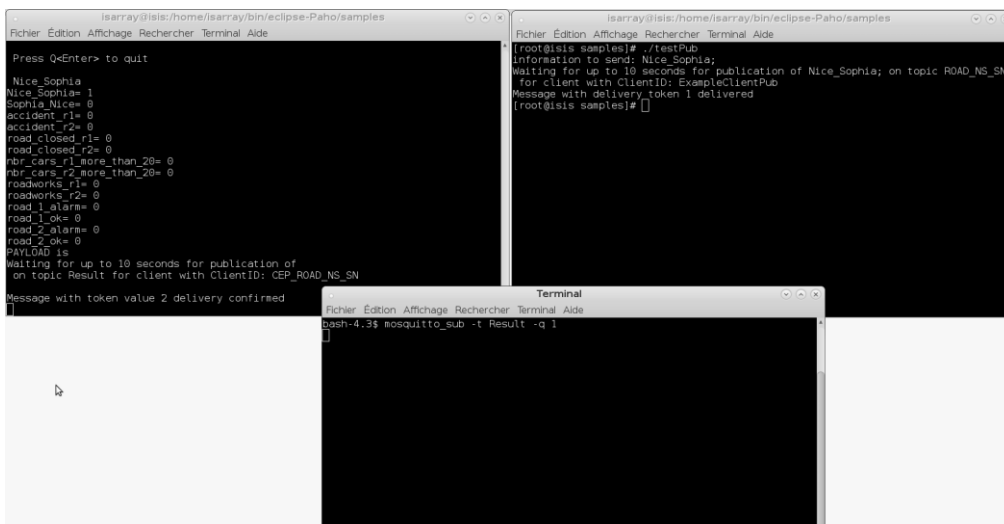 isarray@isis:/home/isarray/bin/eclipse-Paho/samples
Fichier Édition Affichage Rechercher Terminal Aide
Press Q<Enter> to quit
Nice_Sophia
Nice_Sophia= 1
Sophia_Nice= 0
accident_r1= 0
accident_r2= 0
road_closed_r1= 0
road_closed_r2= 0
nbr_cars_r1_more_than_20= 0
nbr_cars_r2_more_than_20= 0
roadworks_r1= 0
roadworks_r2= 0
road_1_alarm= 0
road_1_ok= 0
road_2_alarm= 0
road_2_ok= 0
PAYLOAD is
Waiting for up to 10 seconds for publication of
on topic Result for client with ClientID: CEP_ROAD_NS_SN
Message with token value 2 delivery confirmed
isarray@isis:/home/isarray/bin/eclipse-Paho/samples
Fichier Édition Affichage Rechercher Terminal Aide
[root@isis samples]# ./testPub
information to send: Nice_Sophia;
Waiting for up to 10 seconds for publication of Nice_Sophia; on topic ROAD_NS_SN
for client with ClientID: ExampleClientPub
Message with delivery token 1 delivered
[root@isis samples]#
Terminal
Fichier Édition Affichage Rechercher Terminal Aide
bash-4.3$ mosquitto_sub -t Result -q 1